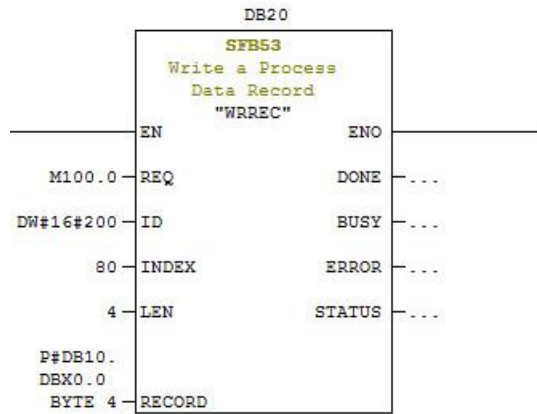 DB20
SFB53
Write a Process
Data Record
"WRREC"
EN ENO
M100.0 REQ DONE ...
DW#16#200 ID BUSY ...
80 INDEX ERROR ...
4 LEN STATUS ...
P#DB10.
DBX0.0
BYTE 4 RECORD